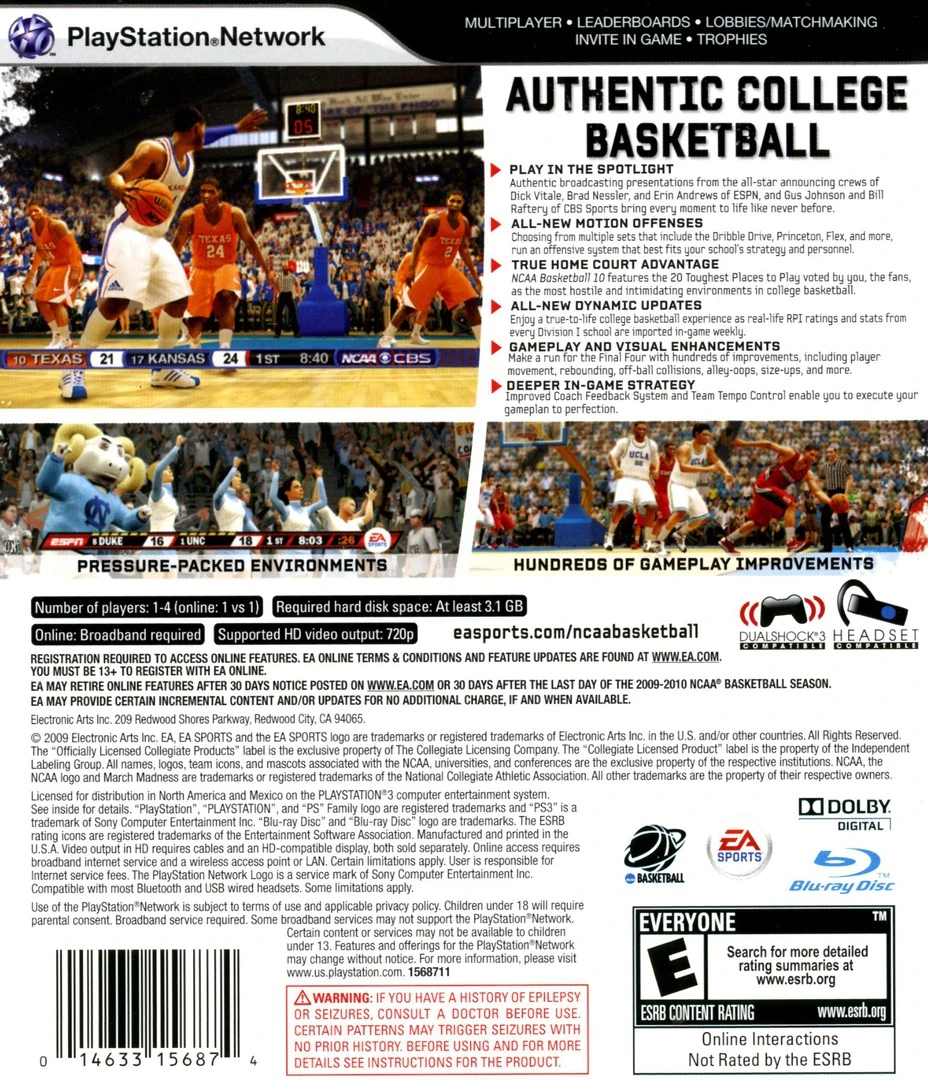 PlayStation®Network
MULTIPLAYER • LEADERBOARDS • LOBBIES/MATCHMAKING
INVITE IN GAME • TROPHIES
AUTHENTIC COLLEGE
BASKETBALL
PLAY IN THE SPOTLIGHT
Authentic broadcasting presentations from the all-star announcing crews of
Dick Vitale, Brad Nessler, and Erin Andrews of ESPN, and Gus Johnson and Bill
Raftery of CBS Sports bring every moment to life like never before.
ALL-NEW MOTION OFFENSES
Choosing from multiple sets that include the Dribble Drive, Princeton, Flex, and more,
run an offensive system that best fits your school's strategy and personnel.
TRUE HOME COURT ADVANTAGE
NCAA Basketball 10 features the 20 Toughest Places to Play voted by you, the fans,
as the most hostile and intimidating environments in college basketball.
ALL-NEW DYNAMIC UPDATES
Enjoy a true-to-life college basketball experience as real-life RPI ratings and stats from
every Division I school are imported in-game weekly.
GAMEPLAY AND VISUAL ENHANCEMENTS
Make a run for the Final Four with hundreds of improvements, including player
movement, rebounding, off-ball collisions, alley-oops, size-ups, and more.
DEEPER IN-GAME STRATEGY
Improved Coach Feedback System and Team Tempo Control enable you to execute your
gameplan to perfection.
8:40
05
TEXAS
24
TEXAS
2
10 TEXAS 21 17 KANSAS 24 1ST 8:40 NCAA CBS
UCLA
UCLA
ESPN 8 DUKE 16 1 UNC 18 1 ST 8:03 :26 EA SPORTS
PRESSURE-PACKED ENVIRONMENTS
HUNDREDS OF GAMEPLAY IMPROVEMENTS
Number of players: 1-4 (online: 1 vs 1) Required hard disk space: At least 3.1 GB
Online: Broadband required Supported HD video output: 720p
easports.com/ncaabasketball
DUALSHOCK®3
COMPATIBLE
HEADSET
COMPATIBLE
REGISTRATION REQUIRED TO ACCESS ONLINE FEATURES. EA ONLINE TERMS & CONDITIONS AND FEATURE UPDATES ARE FOUND AT WWW.EA.COM.
YOU MUST BE 13+ TO REGISTER WITH EA ONLINE.
EA MAY RETIRE ONLINE FEATURES AFTER 30 DAYS NOTICE POSTED ON WWW.EA.COM OR 30 DAYS AFTER THE LAST DAY OF THE 2009-2010 NCAA® BASKETBALL SEASON.
EA MAY PROVIDE CERTAIN INCREMENTAL CONTENT AND/OR UPDATES FOR NO ADDITIONAL CHARGE, IF AND WHEN AVAILABLE.
Electronic Arts Inc. 209 Redwood Shores Parkway, Redwood City, CA 94065.
© 2009 Electronic Arts Inc. EA, EA SPORTS and the EA SPORTS logo are trademarks or registered trademarks of Electronic Arts Inc. in the U.S. and/or other countries. All Rights Reserved.
The “Officially Licensed Collegiate Products” label is the exclusive property of The Collegiate Licensing Company. The “Collegiate Licensed Product” label is the property of the Independent
Labeling Group. All names, logos, team icons, and mascots associated with the NCAA, universities, and conferences are the exclusive property of the respective institutions. NCAA, the
NCAA logo and March Madness are trademarks or registered trademarks of the National Collegiate Athletic Association. All other trademarks are the property of their respective owners.
Licensed for distribution in North America and Mexico on the PLAYSTATION®3 computer entertainment system.
See inside for details. “PlayStation”, “PLAYSTATION”, and “PS” Family logo are registered trademarks and “PS3” is a
trademark of Sony Computer Entertainment Inc. “Blu-ray Disc” and “Blu-ray Disc” logo are trademarks. The ESRB
rating icons are registered trademarks of the Entertainment Software Association. Manufactured and printed in the
U.S.A. Video output in HD requires cables and an HD-compatible display, both sold separately. Online access requires
broadband internet service and a wireless access point or LAN. Certain limitations apply. User is responsible for
Internet service fees. The PlayStation Network Logo is a service mark of Sony Computer Entertainment Inc.
Compatible with most Bluetooth and USB wired headsets. Some limitations apply.
Use of the PlayStation®Network is subject to terms of use and applicable privacy policy. Children under 18 will require
parental consent. Broadband service required. Some broadband services may not support the PlayStation®Network.
Certain content or services may not be available to children
under 13. Features and offerings for the PlayStation®Network
may change without notice. For more information, please visit
www.us.playstation.com. 1568711
DOLBY
DIGITAL
BASKETBALL
EA
SPORTS
Blu-ray Disc™
EVERYONE ™
E
Search for more detailed
rating summaries at
www.esrb.org
ESRB CONTENT RATING www.esrb.org
Online Interactions
Not Rated by the ESRB
WARNING: IF YOU HAVE A HISTORY OF EPILEPSY
OR SEIZURES, CONSULT A DOCTOR BEFORE USE.
CERTAIN PATTERNS MAY TRIGGER SEIZURES WITH
NO PRIOR HISTORY. BEFORE USING AND FOR MORE
DETAILS SEE INSTRUCTIONS FOR THE PRODUCT.
0 14633 15687 4